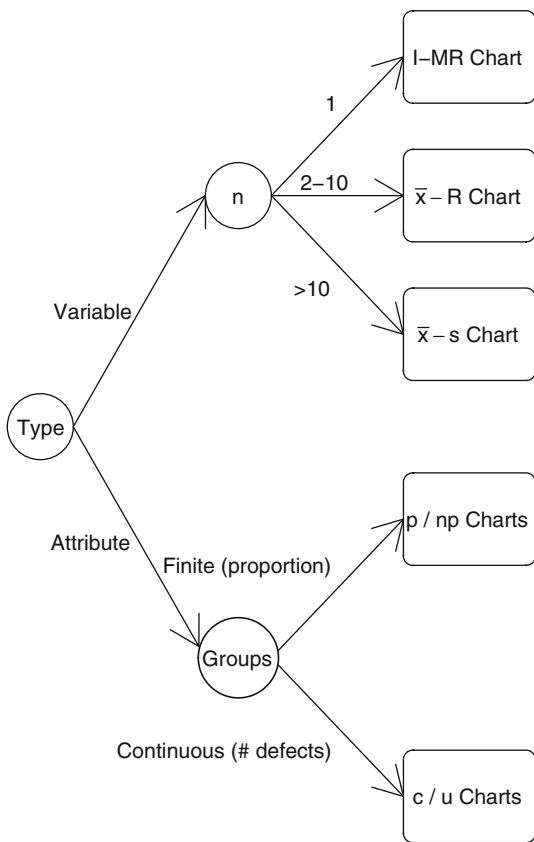 I–MR Chart
1
2–10
n
x̅ – R Chart
>10
Variable
x̅ – s Chart
Type
p / np Charts
Attribute
Finite (proportion)
Groups
Continuous (# defects)
c / u Charts